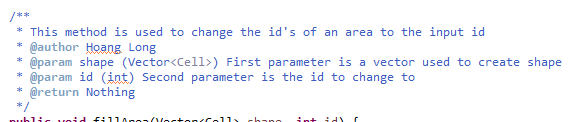 /**
* This method is used to change the id's of an area to the input id
* @author Hoang Long
* @param shape (Vector<Cell>) First parameter is a vector used to create shape
* @param id (int) Second parameter is the id to change to
* @return Nothing
*/
public void fillArea(Vector<Cell> shape, int id) {